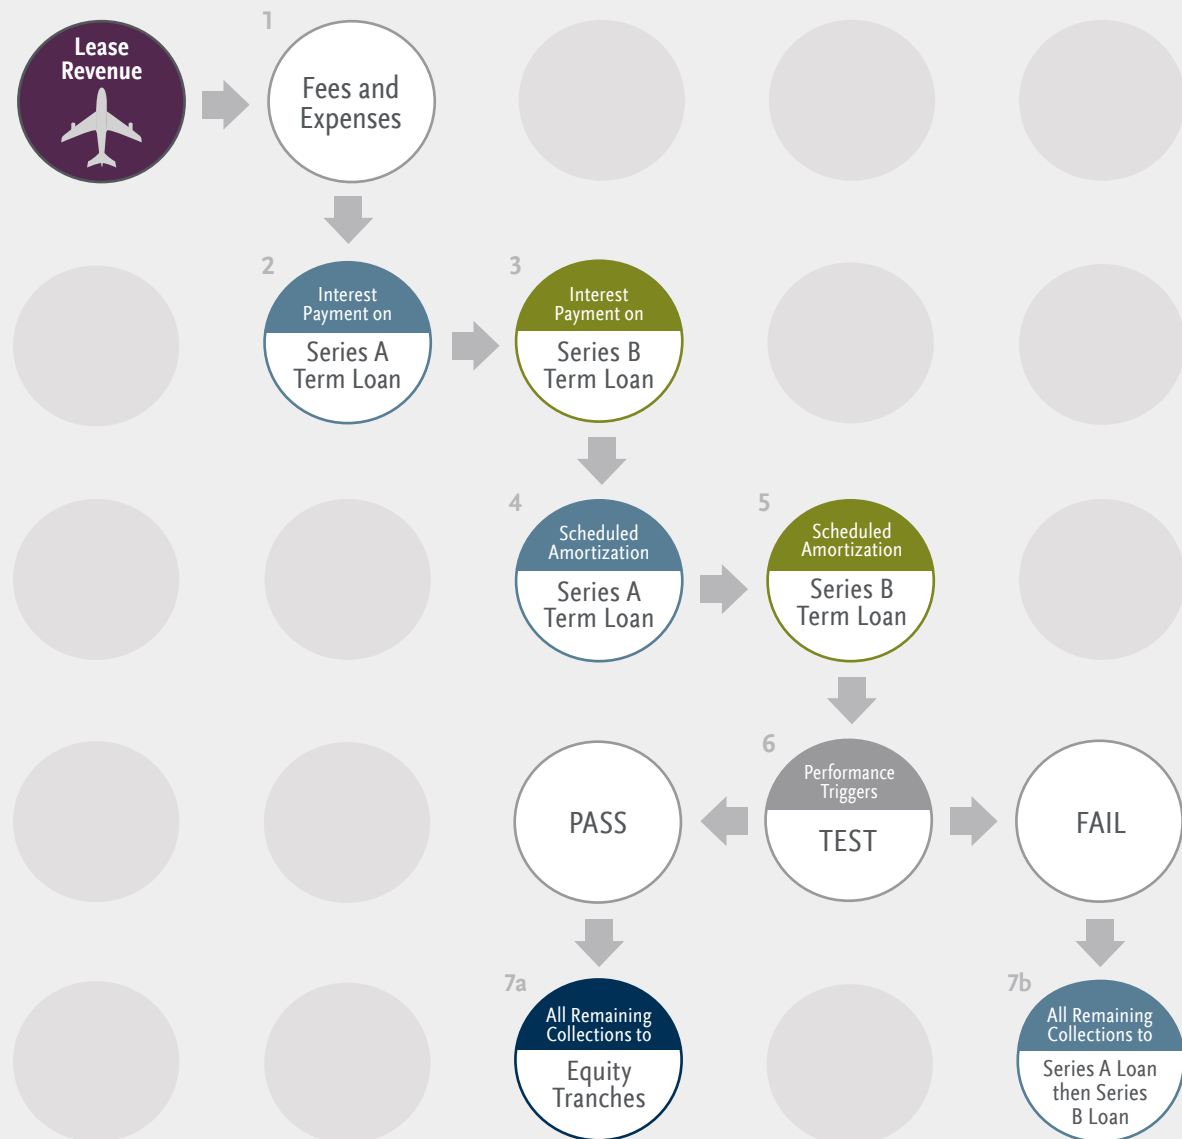 Lease
Revenue
1
Fees and
Expenses
2
Interest
Payment on
Series A
Term Loan
3
Interest
Payment on
Series B
Term Loan
4
Scheduled
Amortization
Series A
Term Loan
5
Scheduled
Amortization
Series B
Term Loan
6
Performance
Triggers
TEST
PASS
FAIL
7a
All Remaining
Collections to
Equity
Tranches
7b
All Remaining
Collections to
Series A Loan
then Series
B Loan